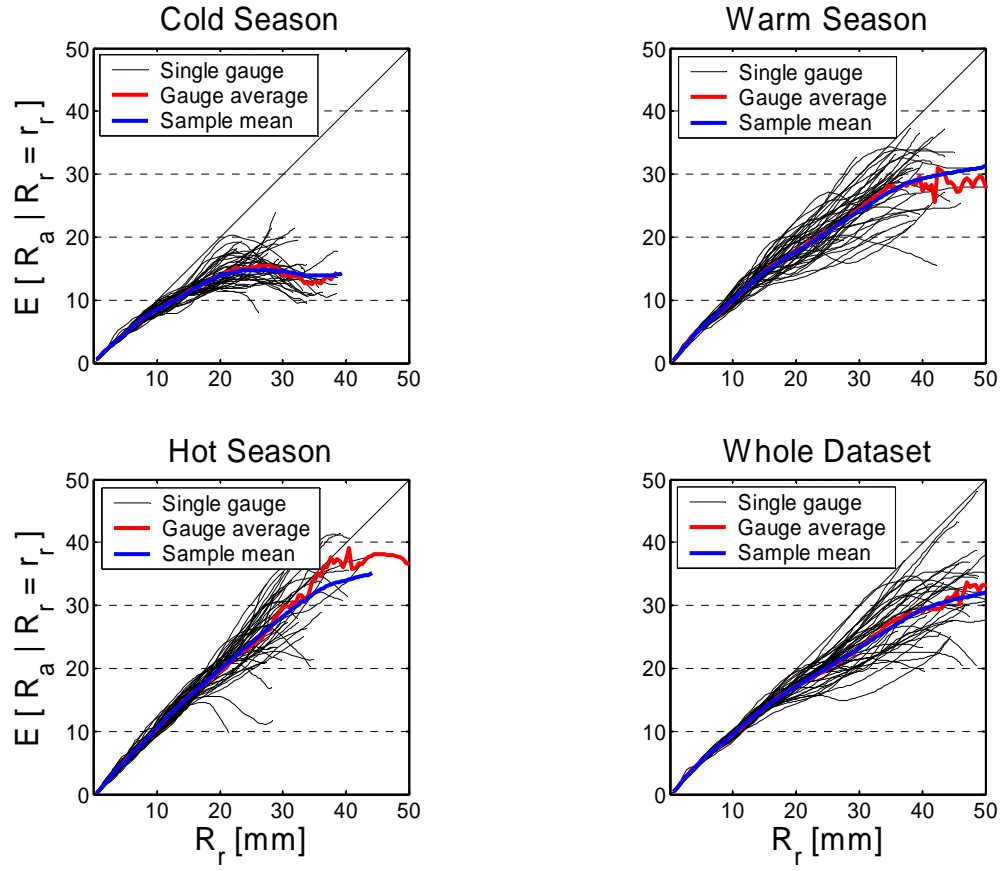 Cold Season
50
40
30
20
10
0
10
20
30
40
50
E [ R_a | R_r = r_r ]
Single gauge
Gauge average
Sample mean
Warm Season
50
40
30
20
10
0
10
20
30
40
50
Single gauge
Gauge average
Sample mean
Hot Season
50
40
30
20
10
0
10
20
30
40
50
E [ R_a | R_r = r_r ]
R_r [mm]
Single gauge
Gauge average
Sample mean
Whole Dataset
50
40
30
20
10
0
10
20
30
40
50
R_r [mm]
Single gauge
Gauge average
Sample mean